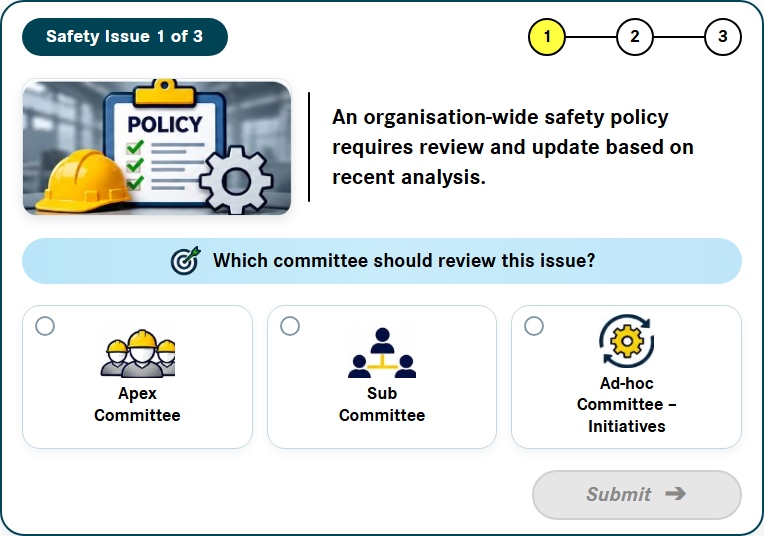 Safety Issue 1 of 3
1
2
3
POLICY
An organisation-wide safety policy
requires review and update based on
recent analysis.
Which committee should review this issue?
Apex
Committee
Sub
Committee
Ad-hoc
Committee –
Initiatives
Submit ➔